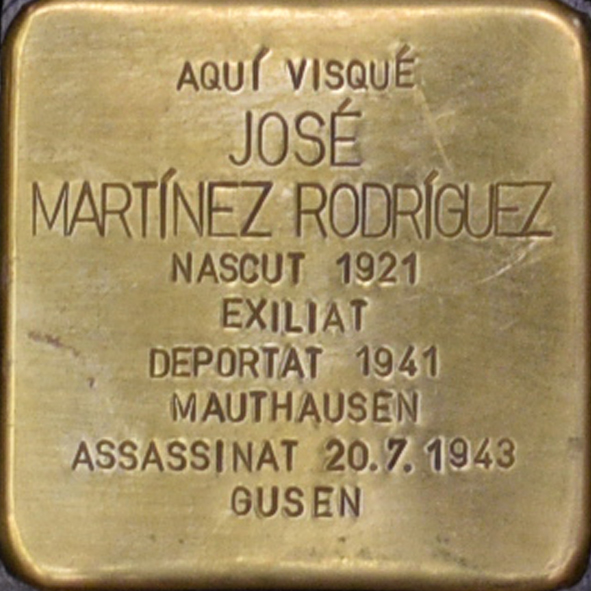 AQUÍ VISQUÉ
JOSÉ
MARTÍNEZ RODRÍGUEZ
NASCUT 1921
EXILIAT
DEPORTAT 1941
MAUTHAUSEN
ASSASSINAT 20.7.1943
GUSEN